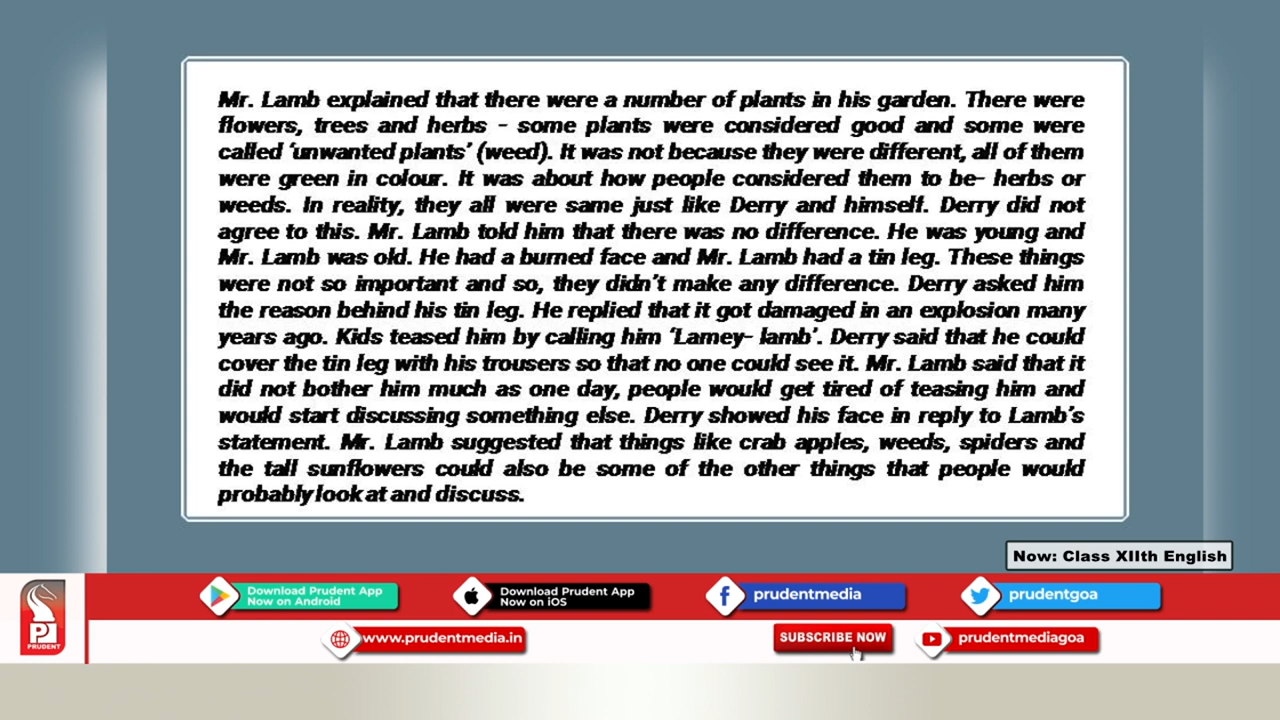 Mr. Lamb explained that there were a number of plants in his garden. There were
flowers, trees and herbs - some plants were considered good and some were
called ‘unwanted plants’ (weed). It was not because they were different, all of them
were green in colour. It was about how people considered them to be- herbs or
weeds. In reality, they all were same just like Derry and himself. Derry did not
agree to this. Mr. Lamb told him that there was no difference. He was young and
Mr. Lamb was old. He had a burned face and Mr. Lamb had a tin leg. These things
were not so important and so, they didn’t make any difference. Derry asked him
the reason behind his tin leg. He replied that it got damaged in an explosion many
years ago. Kids teased him by calling him ‘Lamey- lamb’. Derry said that he could
cover the tin leg with his trousers so that no one could see it. Mr. Lamb said that it
did not bother him much as one day, people would get tired of teasing him and
would start discussing something else. Derry showed his face in reply to Lamb’s
statement. Mr. Lamb suggested that things like crab apples, weeds, spiders and
the tall sunflowers could also be some of the other things that people would
probably look at and discuss.
Now: Class XIIth English
Download Prudent App
Now on Android
Download Prudent App
Now on iOS
prudentmedia
prudentgoa
PRUDENT
www.prudentmedia.in
SUBSCRIBE NOW
prudentmediagoa